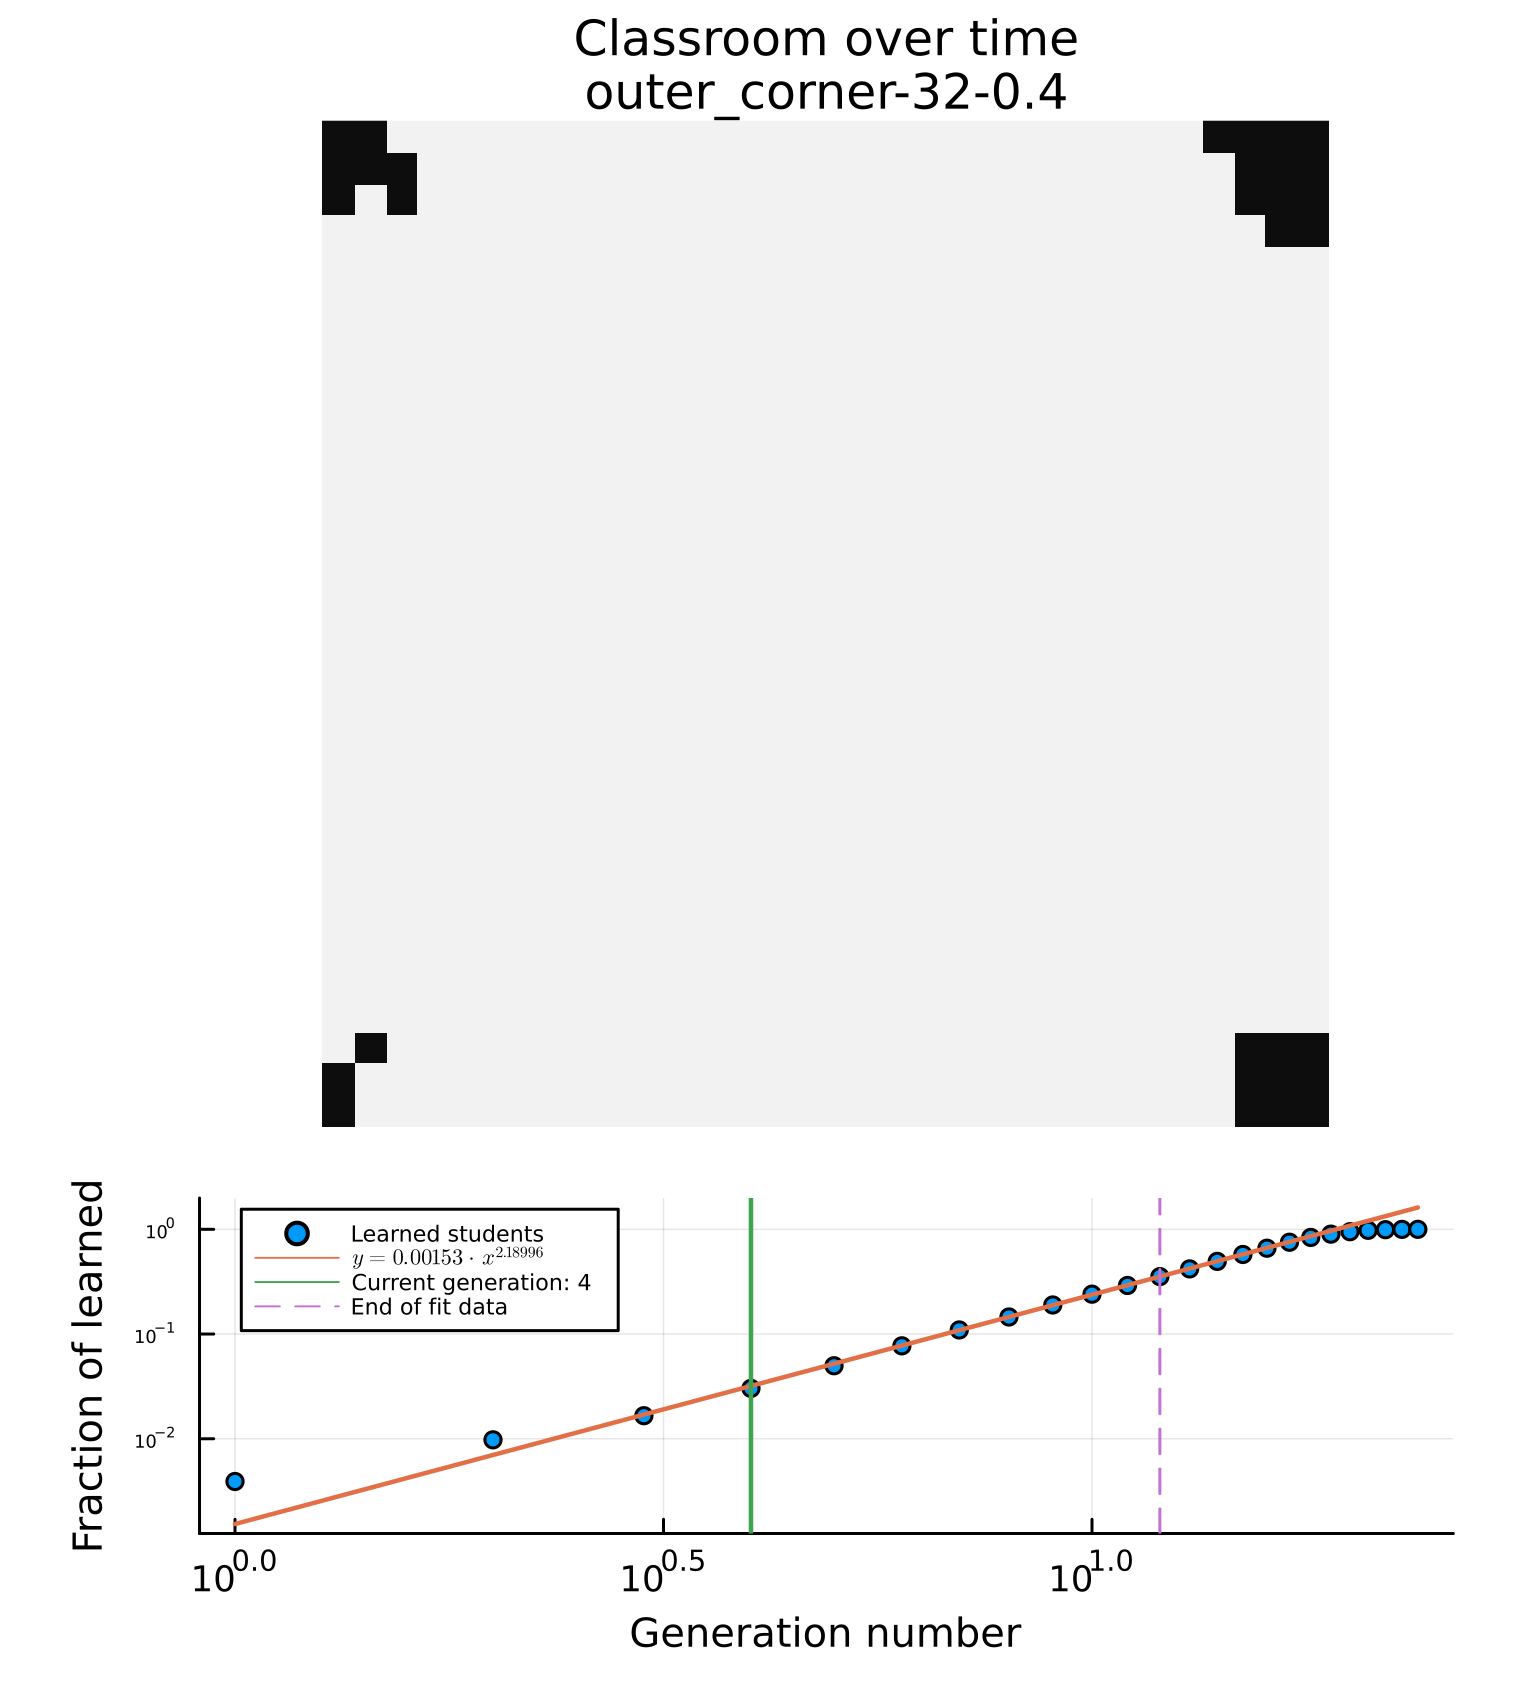 Classroom over time
outer_corner-32-0.4
Fraction of learned
10^0
10^−1
10^−2
Learned students
y = 0.00153 · x^2.18996
Current generation: 4
End of fit data
10^0.0 10^0.5 10^1.0
Generation number